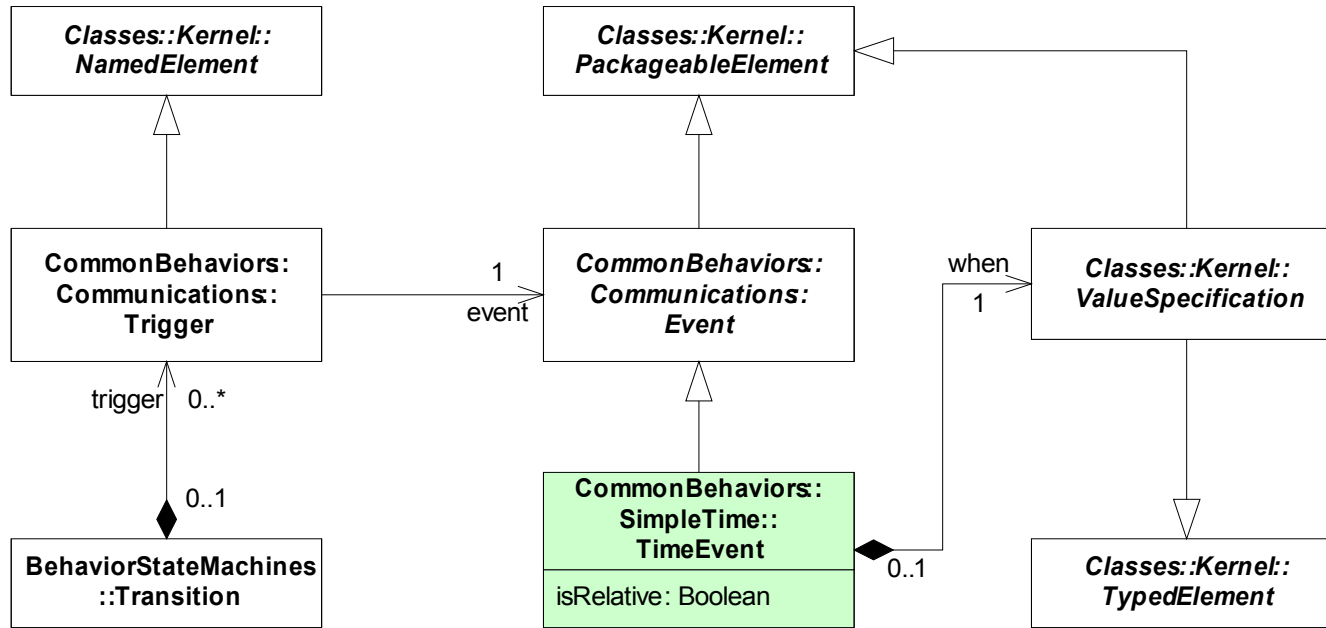 Classes::Kernel::
NamedElement
Classes::Kernel::
PackageableElement
CommonBehaviors::
Communications::
Trigger
1
event
CommonBehaviors::
Communications::
Event
when
1
Classes::Kernel::
ValueSpecification
trigger
0..*
0..1
BehaviorStateMachines
::Transition
CommonBehaviors::
SimpleTime::
TimeEvent
isRelative: Boolean
0..1
Classes::Kernel::
TypedElement